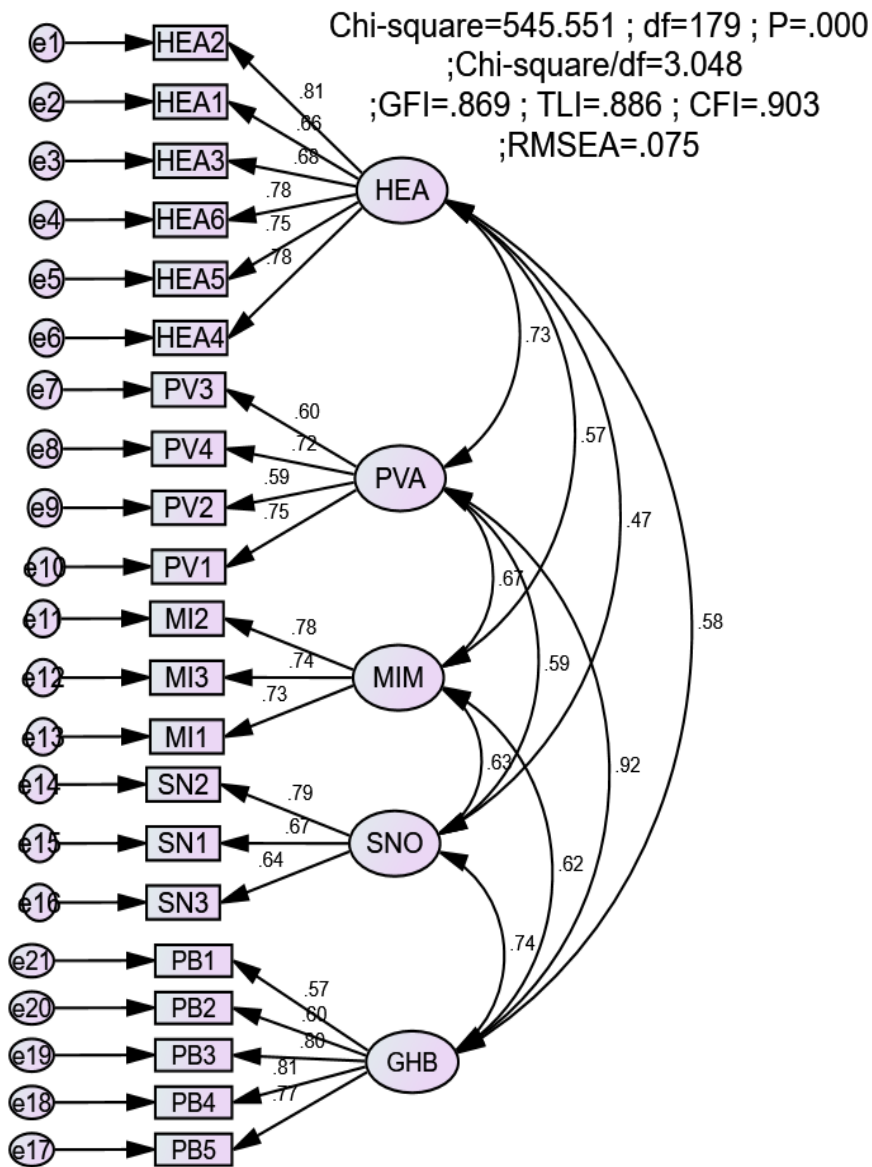 Chi-square=545.551 ; df=179 ; P=.000
;Chi-square/df=3.048
;GFI=.869 ; TLI=.886 ; CFI=.903
;RMSEA=.075
e1 HEA2 .81
e2 HEA1 .66
e3 HEA3 .68
HEA
e4 HEA6 .78
e5 HEA5 .75
e6 HEA4 .78
.73
e7 PV3 .60
.57
e8 PV4 .72
PVA
e9 PV2 .59
.47
e10 PV1 .75
.67
e11 MI2 .78
.58
.59
e12 MI3 .74
MIM
e13 MI1 .73
.63
.92
e14 SN2 .79
e15 SN1 .67
SNO
.62
e16 SN3 .64
.74
e21 PB1 .57
e20 PB2 .60
e19 PB3 .80
GHB
e18 PB4 .81
e17 PB5 .77